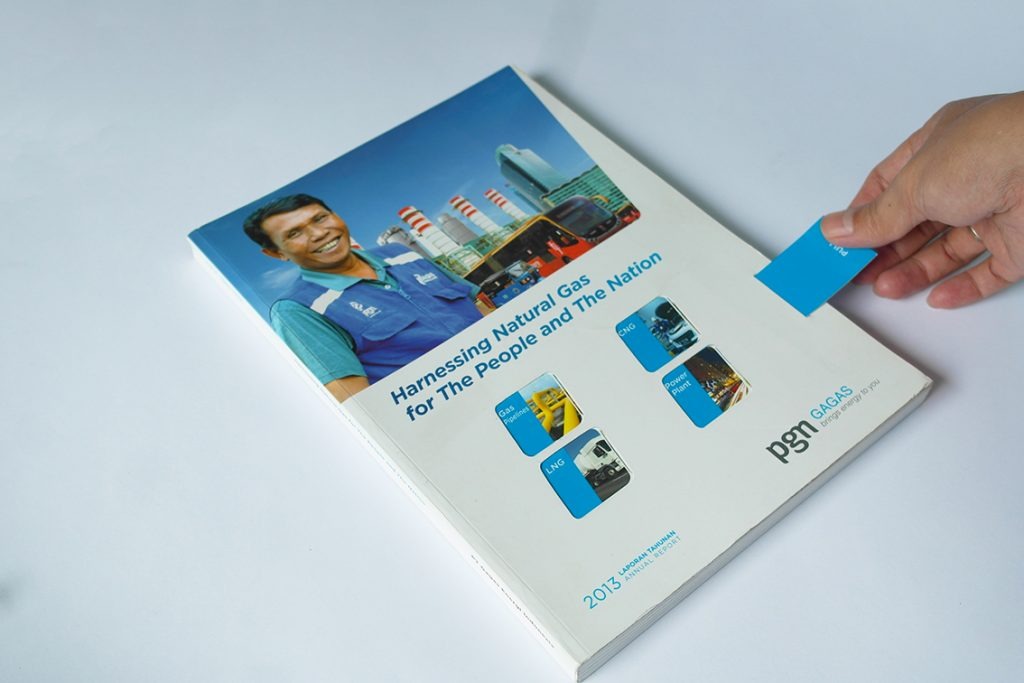 Harnessing Natural Gas
for The People and The Nation
CNG
Power
Plant
Gas
Pipelines
LNG
pgn GAGAS
brings energy to you
2013 LAPORAN TAHUNAN
ANNUAL REPORT